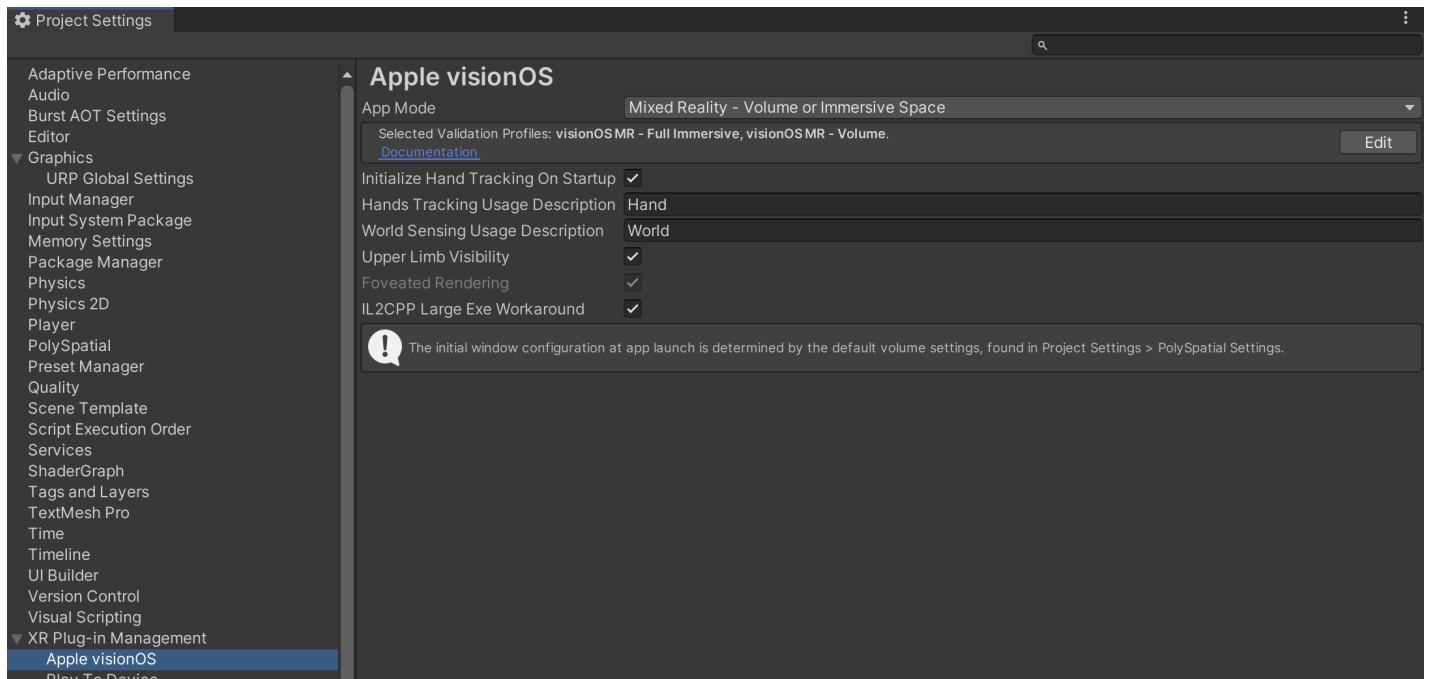 Project Settings
Adaptive Performance
Audio
Burst AOT Settings
Editor
Graphics
URP Global Settings
Input Manager
Input System Package
Memory Settings
Package Manager
Physics
Physics 2D
Player
PolySpatial
Preset Manager
Quality
Scene Template
Script Execution Order
Services
ShaderGraph
Tags and Layers
TextMesh Pro
Time
Timeline
UI Builder
Version Control
Visual Scripting
XR Plug-in Management
Apple visionOS
Play To Device
Apple visionOS
App Mode Mixed Reality - Volume or Immersive Space
Selected Validation Profiles: visionOS MR - Full Immersive, visionOS MR - Volume.
Documentation
Edit
Initialize Hand Tracking On Startup
Hands Tracking Usage Description Hand
World Sensing Usage Description World
Upper Limb Visibility
Foveated Rendering
IL2CPP Large Exe Workaround
The initial window configuration at app launch is determined by the default volume settings, found in Project Settings > PolySpatial Settings.